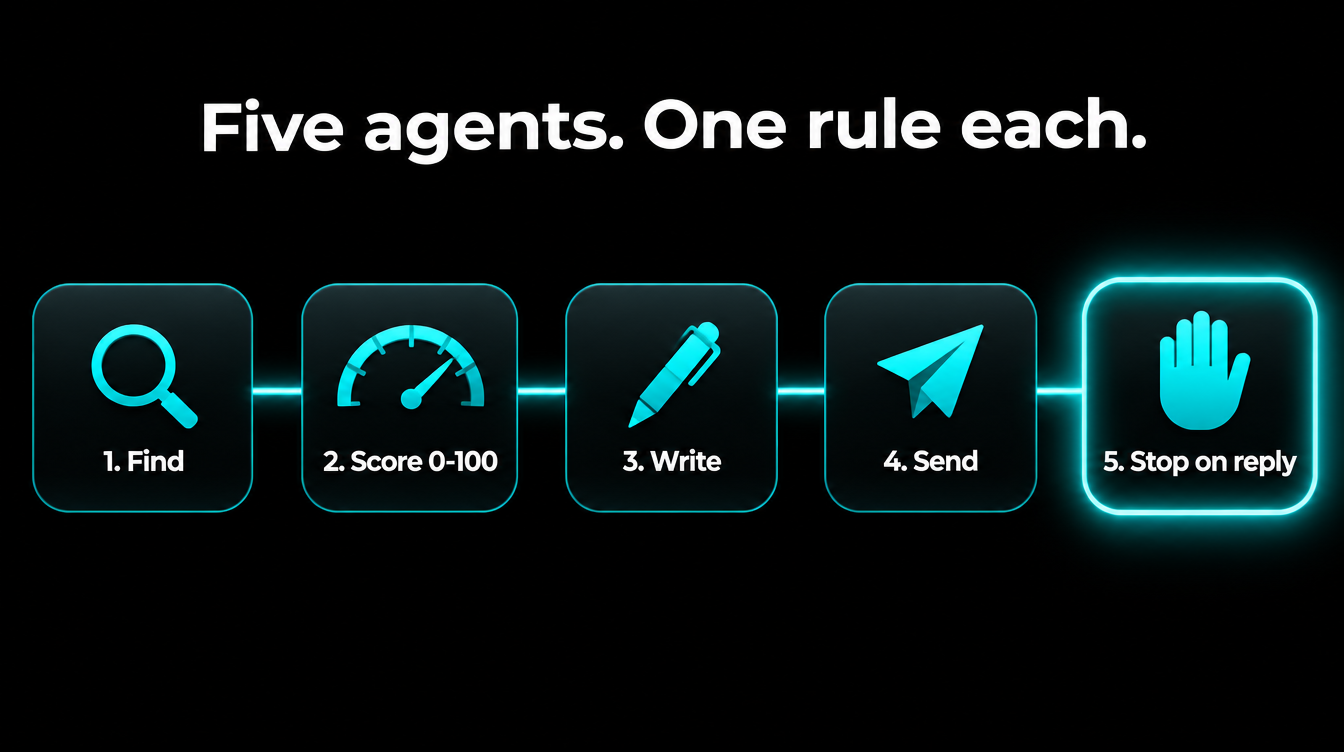 Five agents. One rule each.
1. Find
2. Score 0-100
3. Write
4. Send
5. Stop on reply